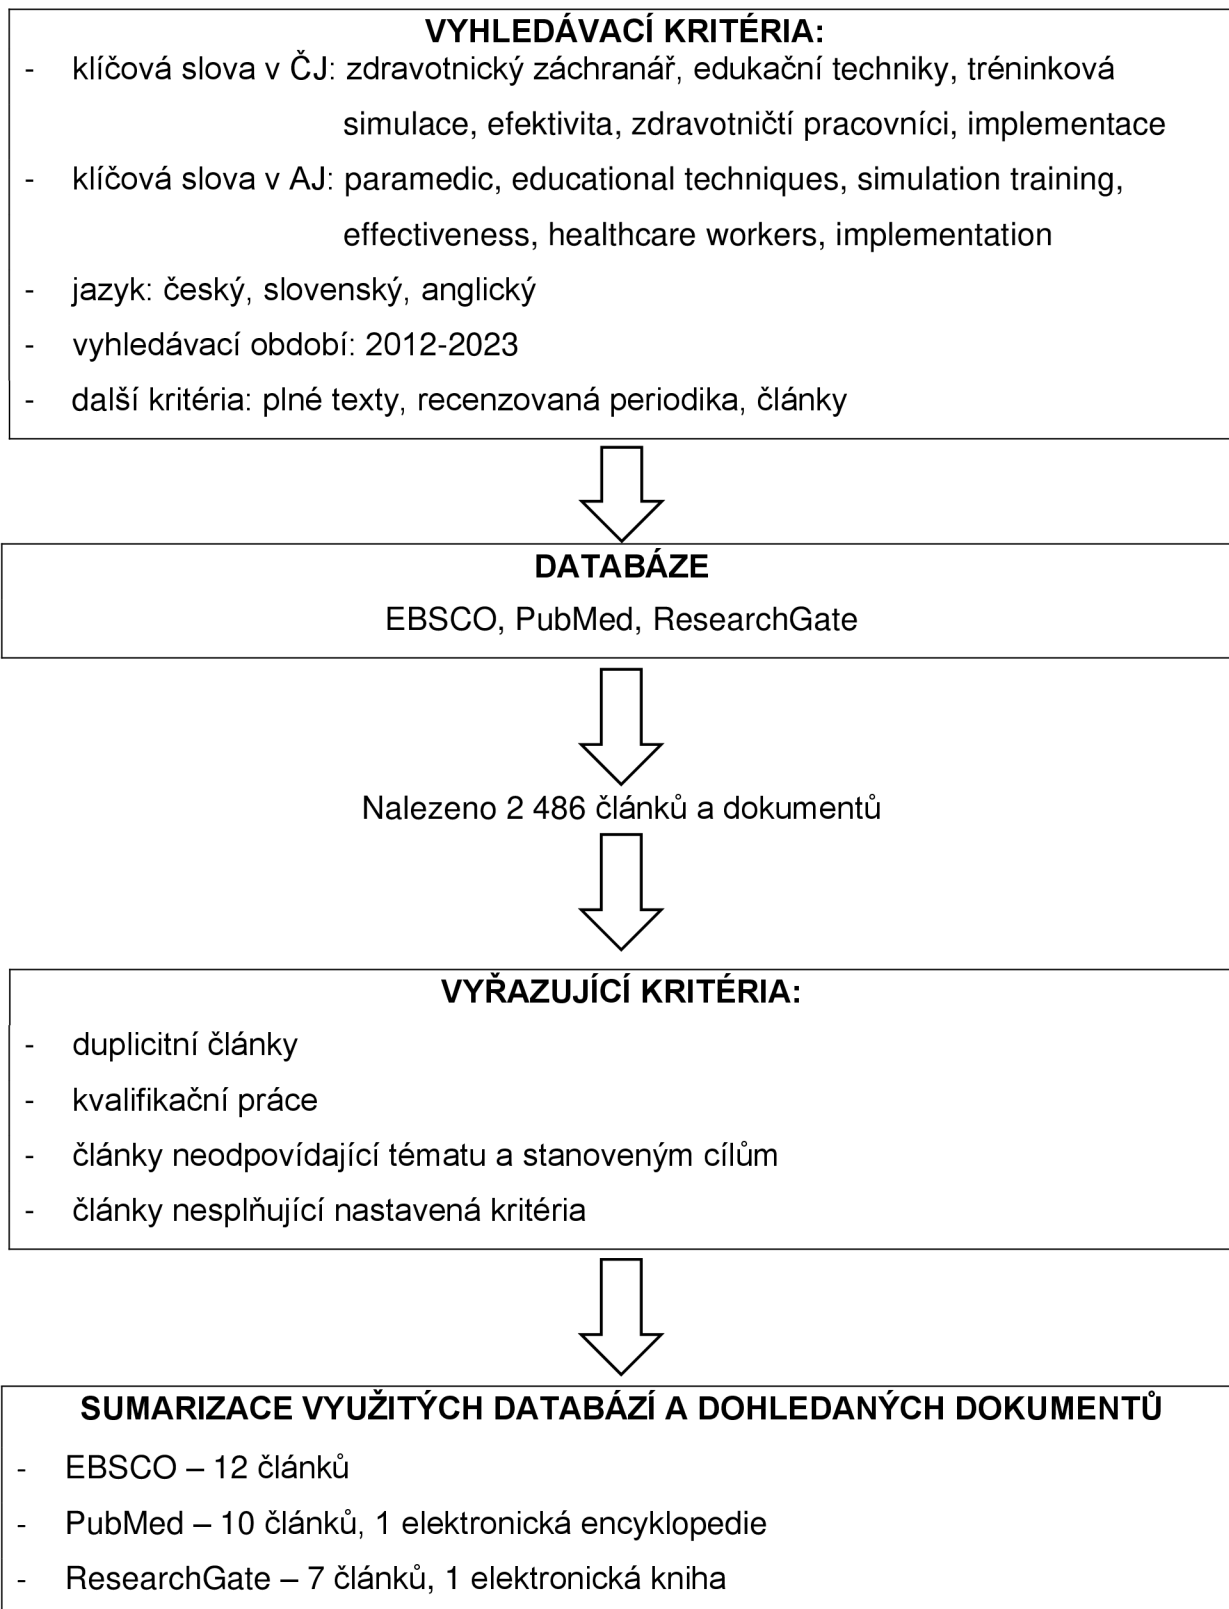 VYHLEDÁVACÍ KRITÉRIA:
- klíčová slova v ČJ: zdravotnický záchranář, edukační techniky, tréninková
simulace, efektivita, zdravotničtí pracovníci, implementace
- klíčová slova v AJ: paramedic, educational techniques, simulation training,
effectiveness, healthcare workers, implementation
- jazyk: český, slovenský, anglický
- vyhledávací období: 2012-2023
- další kritéria: plné texty, recenzovaná periodika, články
DATABÁZE
EBSCO, PubMed, ResearchGate
Nalezeno 2 486 článků a dokumentů
VYŘAZUJÍCÍ KRITÉRIA:
- duplicitní články
- kvalifikační práce
- články neodpovídající tématu a stanoveným cílům
- články nesplňující nastavená kritéria
SUMARIZACE VYUŽITÝCH DATABÁZÍ A DOHLEDANÝCH DOKUMENTŮ
- EBSCO – 12 článků
- PubMed – 10 článků, 1 elektronická encyklopedie
- ResearchGate – 7 článků, 1 elektronická kniha